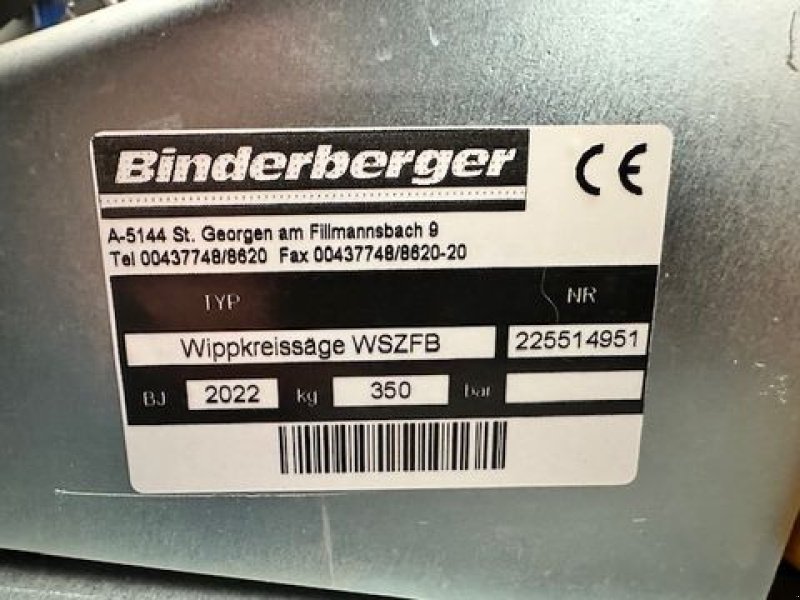 Binderberger
CE
A-5144 St. Georgen am Fillmannsbach 9
Tel 00437748/8620 Fax 00437748/8620-20
TYP NR
Wippkreissäge WSZFB 225514951
BJ 2022 kg 350 bar